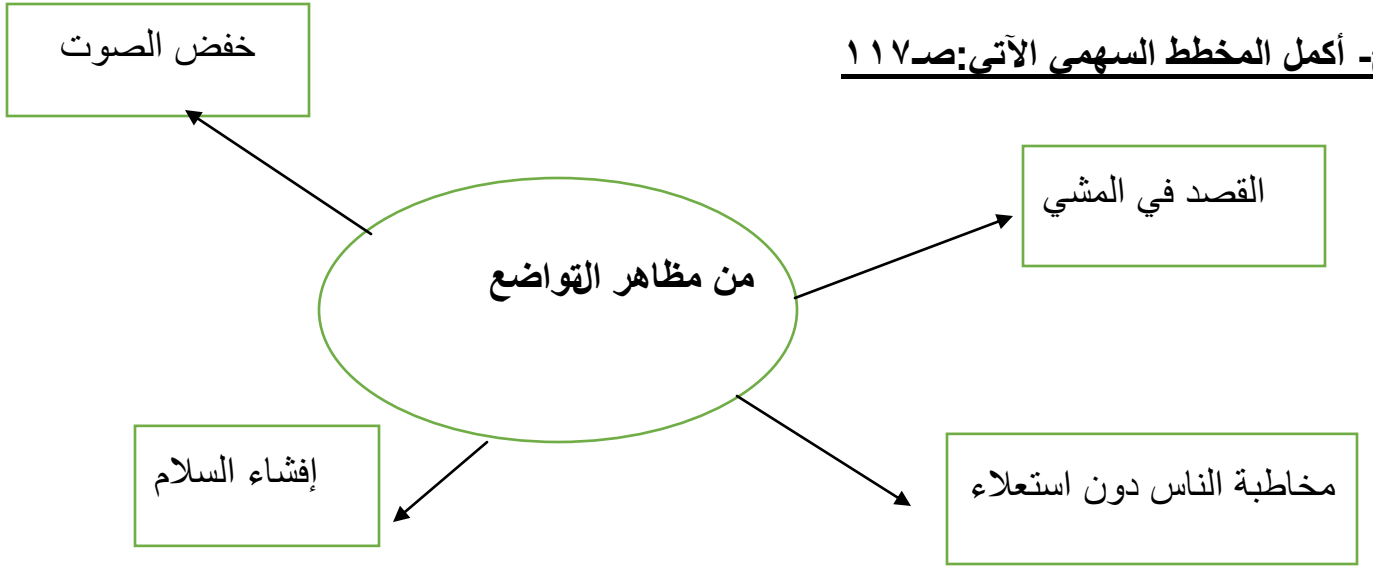 خفض الصوت
- أكمل المخطط السهمي الآتي:صـ١١٧
القصد في المشي
من مظاهر التواضع
إفشاء السلام
مخاطبة الناس دون استعلاء